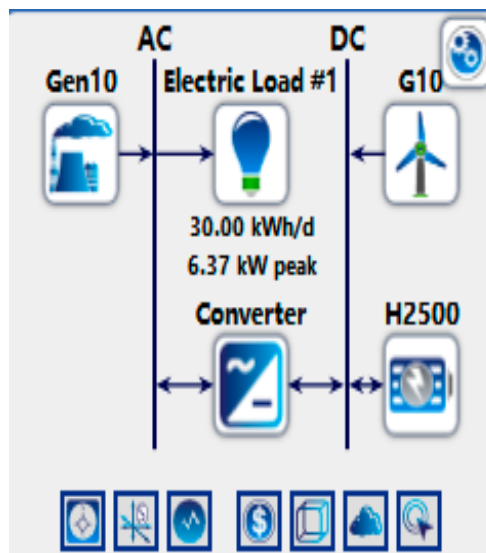 AC DC
Gen10 Electric Load #1 G10
30.00 kWh/d
6.37 kW peak
Converter H2500